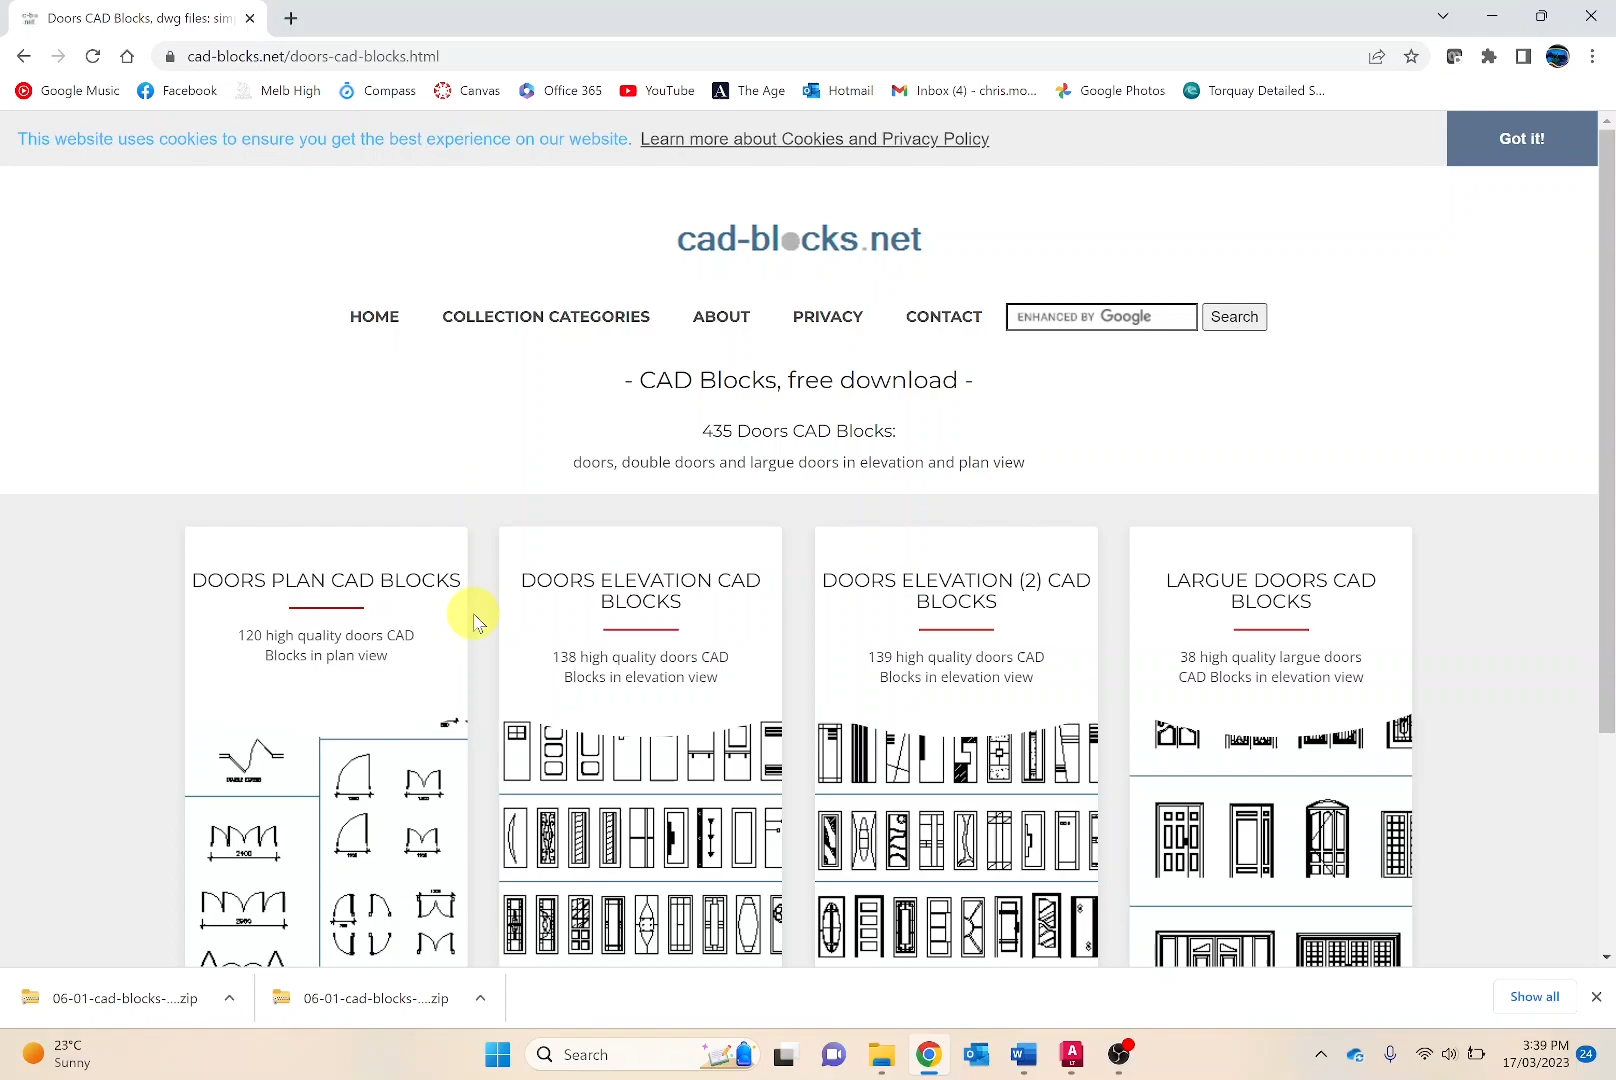 Doors CAD Blocks, dwg files: sim
cad-blocks.net/doors-cad-blocks.html
Google Music
Facebook
Melb High
Compass
Canvas
Office 365
YouTube
The Age
Hotmail
Inbox (4) - chris.mo...
Google Photos
Torquay Detailed S...
This website uses cookies to ensure you get the best experience on our website. Learn more about Cookies and Privacy Policy
Got it!
cad-blocks.net
HOME
COLLECTION CATEGORIES
ABOUT
PRIVACY
CONTACT
ENHANCED BY Google
Search
- CAD Blocks, free download -
435 Doors CAD Blocks:
doors, double doors and largue doors in elevation and plan view
DOORS PLAN CAD BLOCKS
120 high quality doors CAD
Blocks in plan view
2400
DOORS ELEVATION CAD
BLOCKS
138 high quality doors CAD
Blocks in elevation view
DOORS ELEVATION (2) CAD
BLOCKS
139 high quality doors CAD
Blocks in elevation view
LARGUE DOORS CAD
BLOCKS
38 high quality largue doors
CAD Blocks in elevation view
06-01-cad-blocks-....zip
06-01-cad-blocks-....zip
Show all
23°C
Sunny
Search
3:39 PM
17/03/2023
24